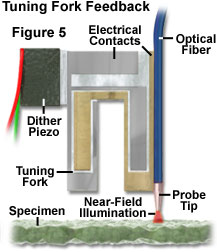 Tuning Fork Feedback
Figure 5
Electrical
Contacts
Optical
Fiber
Dither
Piezo
Tuning
Fork
Near-Field
Illumination
Probe
Tip
Specimen